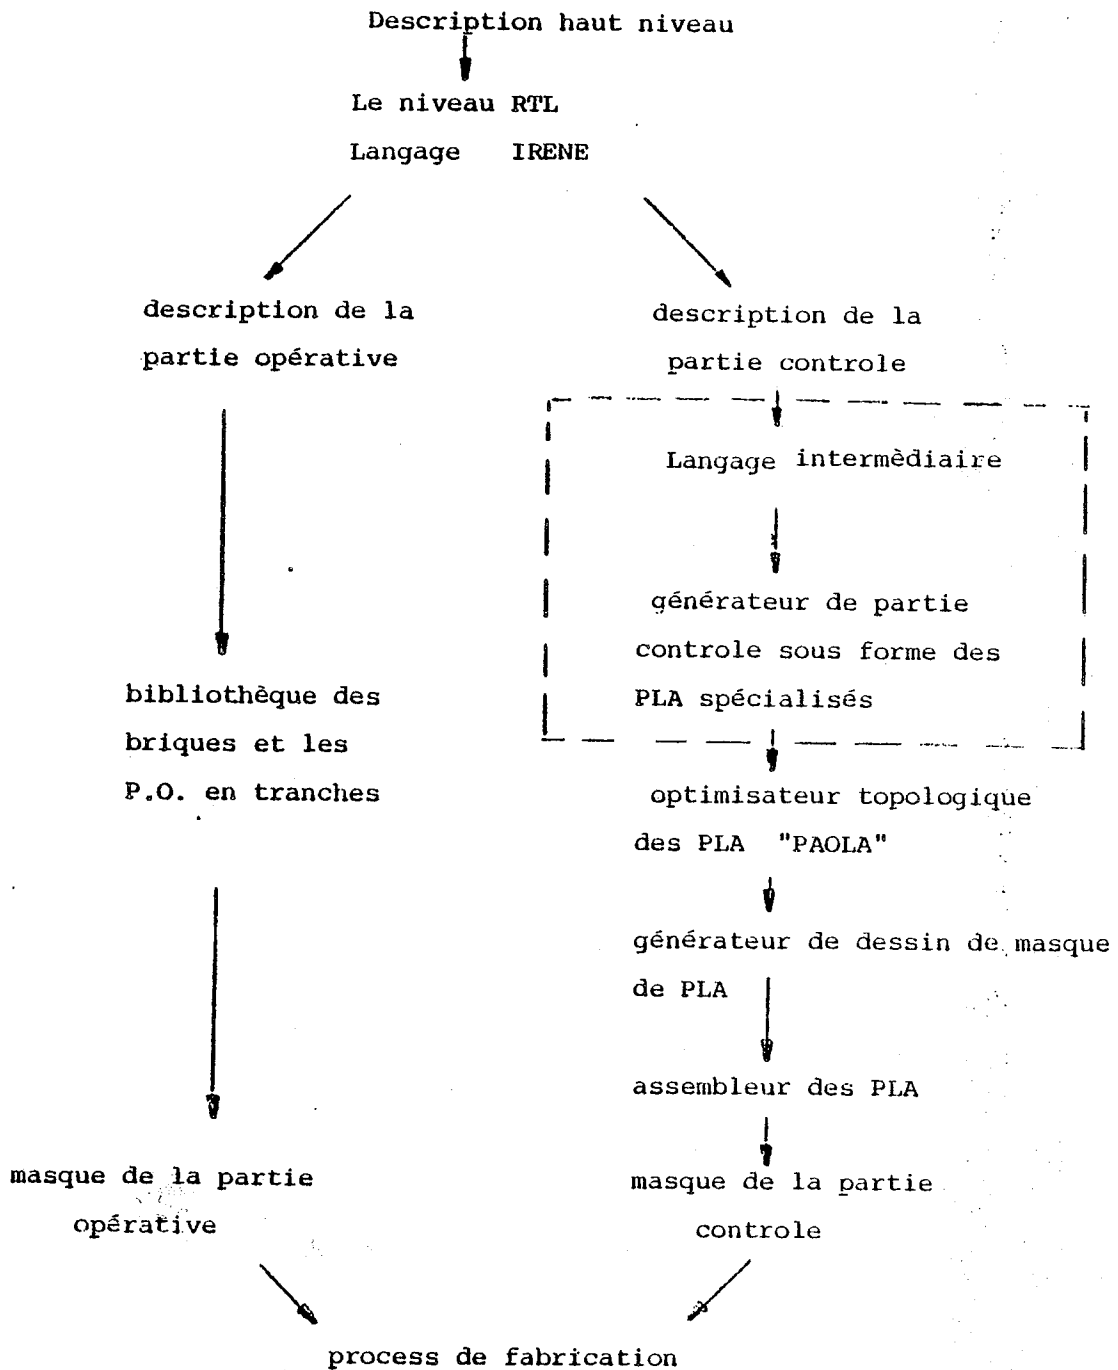 Description haut niveau
Le niveau RTL
Langage IRENE
description de la
partie opérative
description de la
partie controle
Langage intermèdiaire
générateur de partie
controle sous forme des
PLA spécialisés
bibliothèque des
briques et les
P.O. en tranches
optimisateur topologique
des PLA "PAOLA"
générateur de dessin de masque
de PLA
assembleur des PLA
masque de la partie
opérative
masque de la partie
controle
process de fabrication